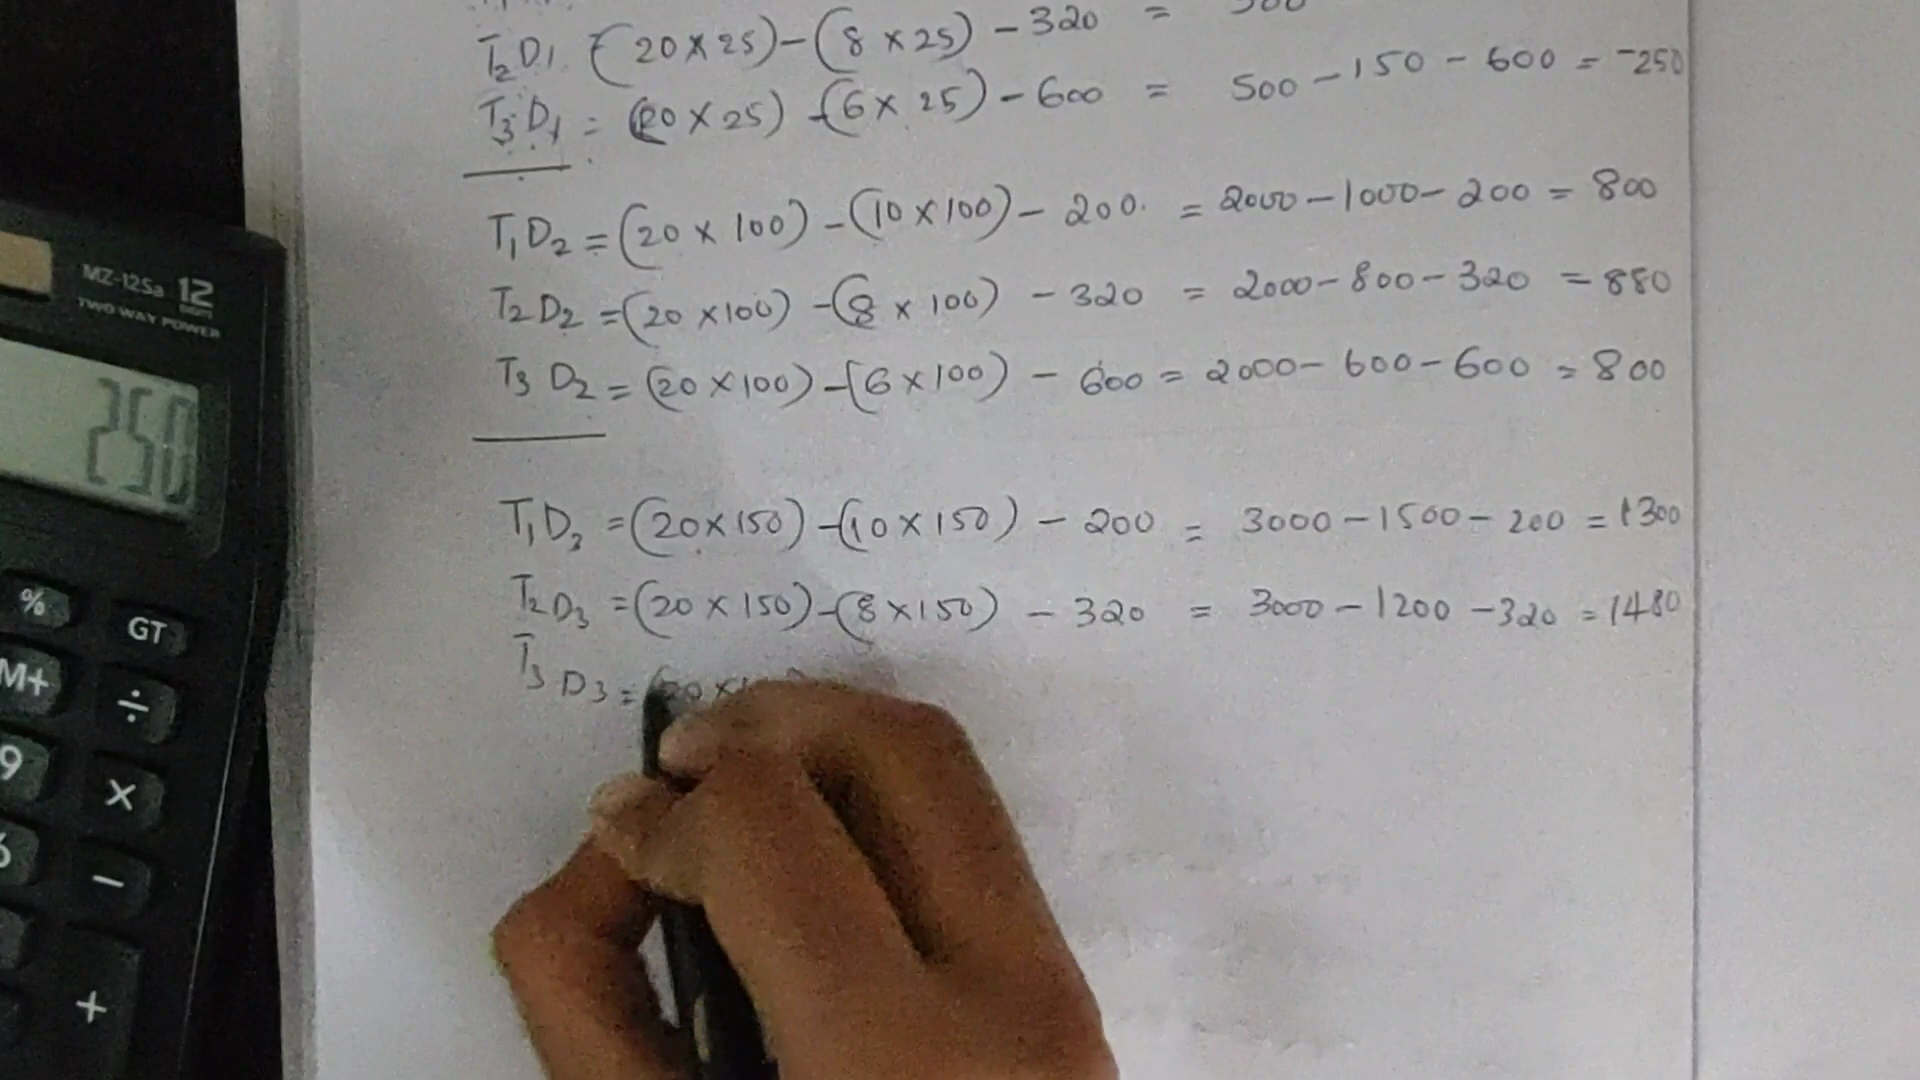 T2D1 = (20 x 25) - (8 x 25) - 320 =
T3D1 = (20 x 25) - (6 x 25) - 600 = 500 - 150 - 600 = -250
T1D2 = (20 x 100) - (10 x 100) - 200. = 2000 - 1000 - 200 = 800
T2D2 = (20 x 100) - (8 x 100) - 320 = 2000 - 800 - 320 = 880
T3D2 = (20 x 100) - (6 x 100) - 600 = 2000 - 600 - 600 = 800
T1D3 = (20 x 150) - (10 x 150) - 200 = 3000 - 1500 - 200 = 1300
T2D3 = (20 x 150) - (8 x 150) - 320 = 3000 - 1200 - 320 = 1480
T3D3 = (20 x
MZ-12Sa 12
TWO WAY POWER
250
% GT
M+ ÷
9 X
-
+